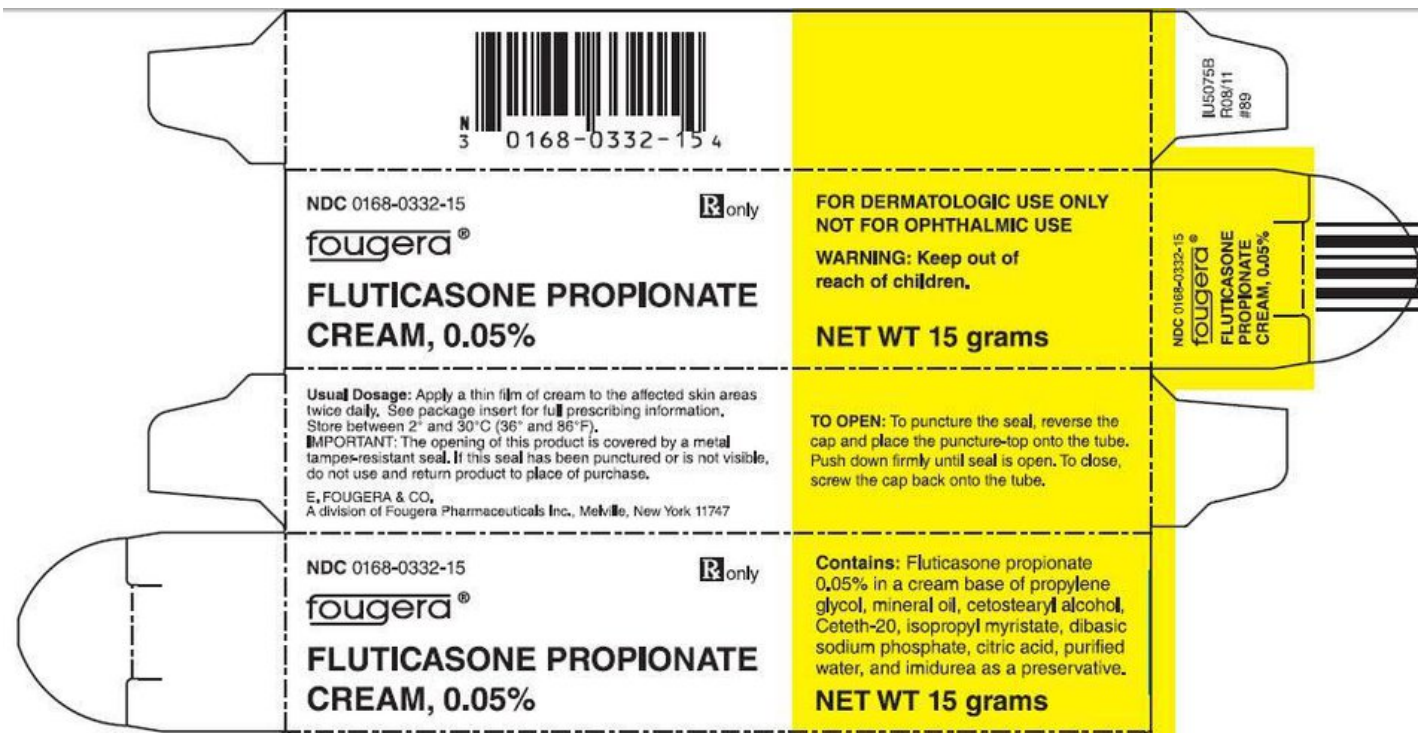 N
3 0168-0332-15 4
IU5075B
R08/11
#89
NDC 0168-0332-15
Rx only
fougera®
FLUTICASONE PROPIONATE
CREAM, 0.05%
FOR DERMATOLOGIC USE ONLY
NOT FOR OPHTHALMIC USE
WARNING: Keep out of
reach of children.
NET WT 15 grams
NDC 0168-0332-15
fougera®
FLUTICASONE
PROPIONATE
CREAM, 0.05%
Usual Dosage: Apply a thin film of cream to the affected skin areas
twice daily. See package insert for full prescribing information.
Store between 2° and 30°C (36° and 86°F).
IMPORTANT: The opening of this product is covered by a metal
tamper-resistant seal. If this seal has been punctured or is not visible,
do not use and return product to place of purchase.
E. FOUGERA & CO.
A division of Fougera Pharmaceuticals Inc., Melville, New York 11747
TO OPEN: To puncture the seal, reverse the
cap and place the puncture-top onto the tube.
Push down firmly until seal is open. To close,
screw the cap back onto the tube.
NDC 0168-0332-15
Rx only
fougera®
FLUTICASONE PROPIONATE
CREAM, 0.05%
Contains: Fluticasone propionate
0.05% in a cream base of propylene
glycol, mineral oil, cetostearyl alcohol,
Ceteth-20, isopropyl myristate, dibasic
sodium phosphate, citric acid, purified
water, and imidurea as a preservative.
NET WT 15 grams